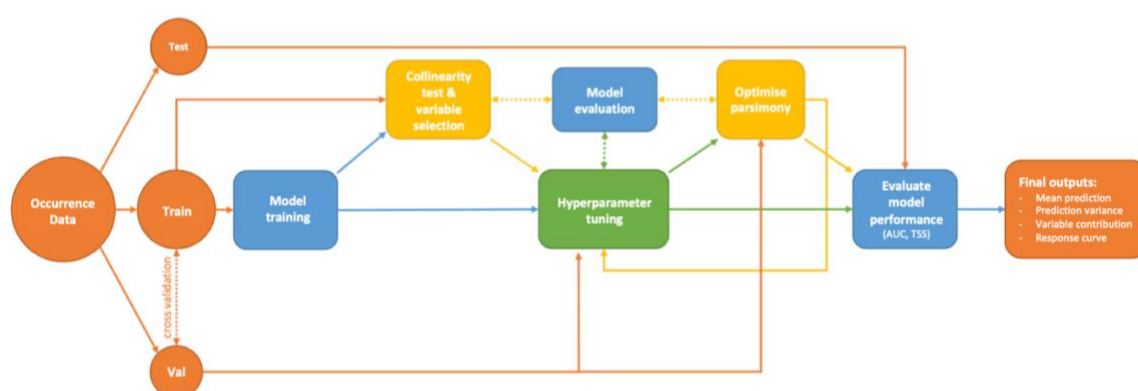 Test
Collinearity
test &
variable
selection
Model
evaluation
Optimise
parsimony
Occurrence
Data
Train
Model
training
Hyperparameter
tuning
Evaluate
model
performance
(AUC, TSS)
Final outputs:
- Mean prediction
- Prediction variance
- Variable contribution
- Response curve
cross validation
Val